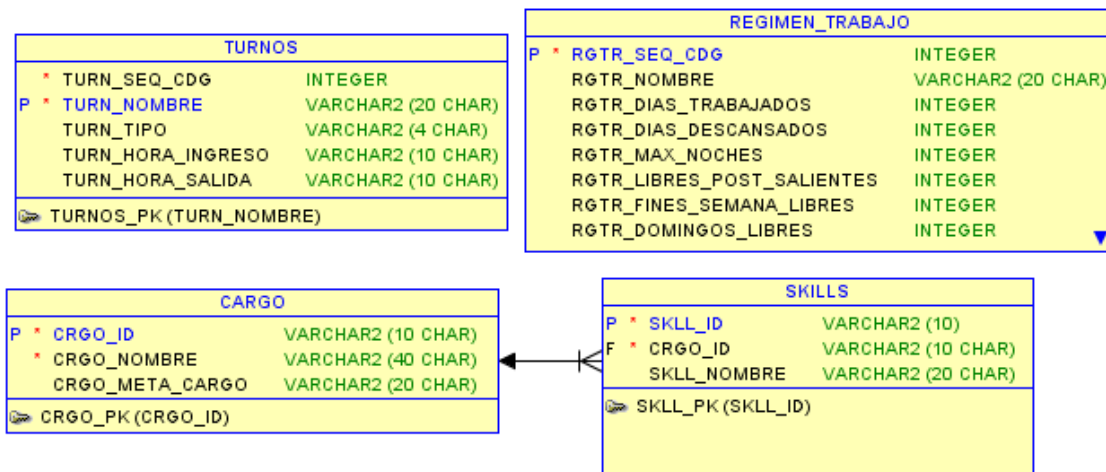 TURNOS
* TURN_SEQ_CDG INTEGER
P * TURN_NOMBRE VARCHAR2 (20 CHAR)
TURN_TIPO VARCHAR2 (4 CHAR)
TURN_HORA_INGRESO VARCHAR2 (10 CHAR)
TURN_HORA_SALIDA VARCHAR2 (10 CHAR)
TURNOS_PK (TURN_NOMBRE)
REGIMEN_TRABAJO
P * RGTR_SEQ_CDG INTEGER
RGTR_NOMBRE VARCHAR2 (20 CHAR)
RGTR_DIAS_TRABAJADOS INTEGER
RGTR_DIAS_DESCANSADOS INTEGER
RGTR_MAX_NOCHES INTEGER
RGTR_LIBRES_POST_SALIENTES INTEGER
RGTR_FINES_SEMANA_LIBRES INTEGER
RGTR_DOMINGOS_LIBRES INTEGER
CARGO
P * CRGO_ID VARCHAR2 (10 CHAR)
* CRGO_NOMBRE VARCHAR2 (40 CHAR)
CRGO_META_CARGO VARCHAR2 (20 CHAR)
CRGO_PK (CRGO_ID)
SKILLS
P * SKLL_ID VARCHAR2 (10)
F * CRGO_ID VARCHAR2 (10 CHAR)
SKLL_NOMBRE VARCHAR2 (20 CHAR)
SKLL_PK (SKLL_ID)